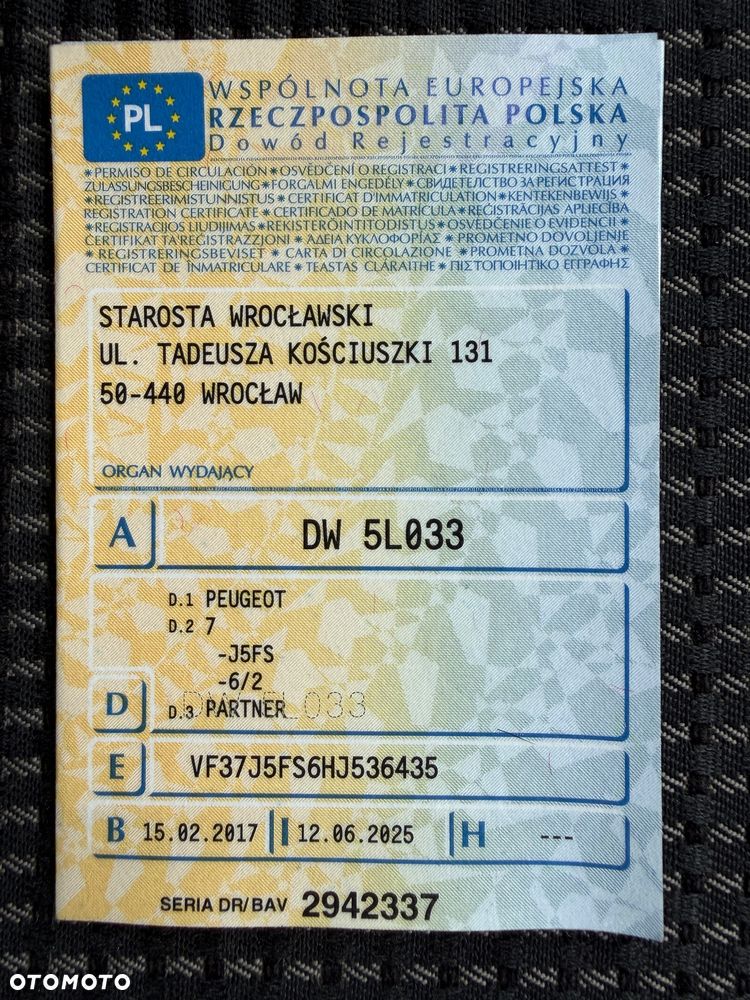 PL
WSPÓLNOTA EUROPEJSKA
RZECZPOSPOLITA POLSKA
Dowód Rejestracyjny
*PERMISO DE CIRCULACIÓN*OSVĚDČENÍ O REGISTRACI*REGISTRERINGSATTEST*
ZULASSUNGSBESCHEINIGUNG*FORGALMI ENGEDÉLY*СВИДЕТЕЛСТВО ЗА РЕГИСТРАЦИЯ
*REGISTREERIMISTUNNISTUS*CERTIFICAT D'IMMATRICULATION*KENTEKENBEWIJS*
REGISTRATION CERTIFICATE*CERTIFICADO DE MATRÍCULA*REĢISTRĀCIJAS APLIECĪBA
*REGISTRACIJOS LIUDIJIMAS*REKISTERÖINTITODISTUS*OSVEDČENIE O EVIDENCII*
ĊERTIFIKAT TA'REĠISTRAZZJONI*ΑΔΕΙΑ ΚΥΚΛΟΦΟΡΙΑΣ*PROMETNO DOVOLJENJE
*REGISTRERINGSBEVISET*CARTA DI CIRCOLAZIONE*PROMETNA DOZVOLA*
CERTIFICAT DE ÎNMATRICULARE*TEASTAS CLÁRAITHE*ΠΙΣΤΟΠΟΙΗΤΙΚΟ ΕΓΓΡΑΦΗΣ
STAROSTA WROCŁAWSKI
UL. TADEUSZA KOŚCIUSZKI 131
50-440 WROCŁAW
ORGAN WYDAJĄCY
A DW 5L033
D.1 PEUGEOT
D.2 7
-J5FS
-6/2
D D.3 PARTNER
DW 5L033
E VF37J5FS6HJ536435
B 15.02.2017 I 12.06.2025 H ---
SERIA DR/BAV 2942337
OTOMOTO